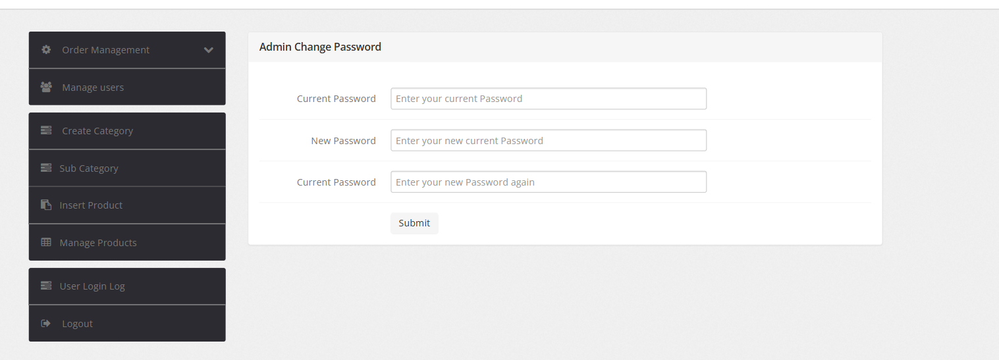 Order Management
Manage users
Create Category
Sub Category
Insert Product
Manage Products
User Login Log
Logout
Admin Change Password
Current Password Enter your current Password
New Password Enter your new current Password
Current Password Enter your new Password again
Submit